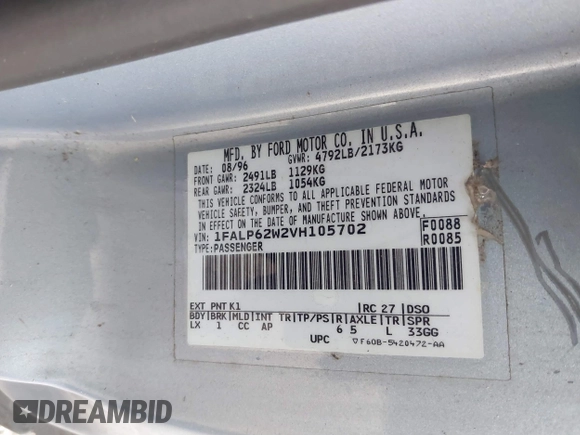 MFD. BY FORD MOTOR CO. IN U.S.A.
DATE: 08/96 GVWR: 4792LB/2173KG
FRONT GAWR: 2491LB 1129KG
REAR GAWR: 2324LB 1054KG
THIS VEHICLE CONFORMS TO ALL APPLICABLE FEDERAL MOTOR
VEHICLE SAFETY, BUMPER, AND THEFT PREVENTION STANDARDS
IN EFFECT ON THE DATE OF MANUFACTURE SHOWN ABOVE.
VIN: 1FALP62W2VH105702 F0088
TYPE: PASSENGER R0085
EXT PNT K1 RC 27 DSO
BDY BRK MLD INT TR TP/PS R AXLE TR SPR
LX 1 CC AP 6 5 L 33GG
UPC ▽F60B-5420472-AA
DREAMBID